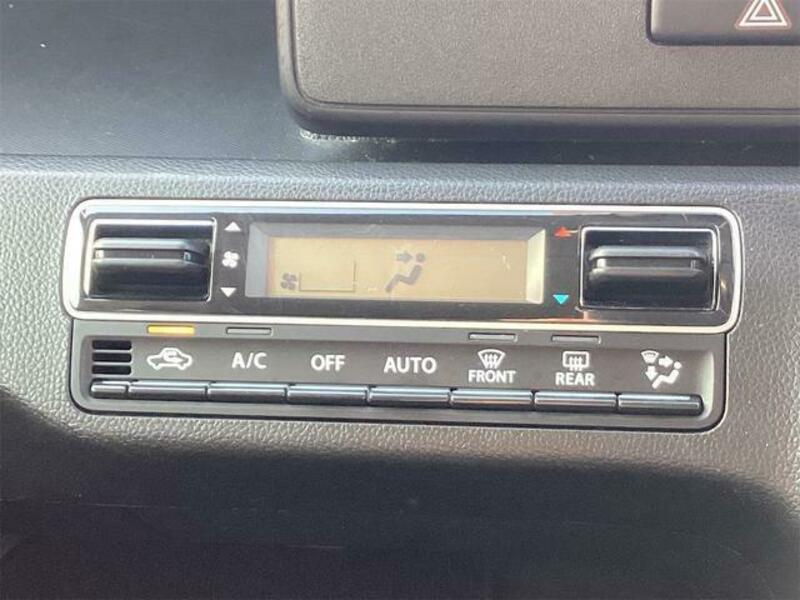 A/C OFF AUTO FRONT REAR